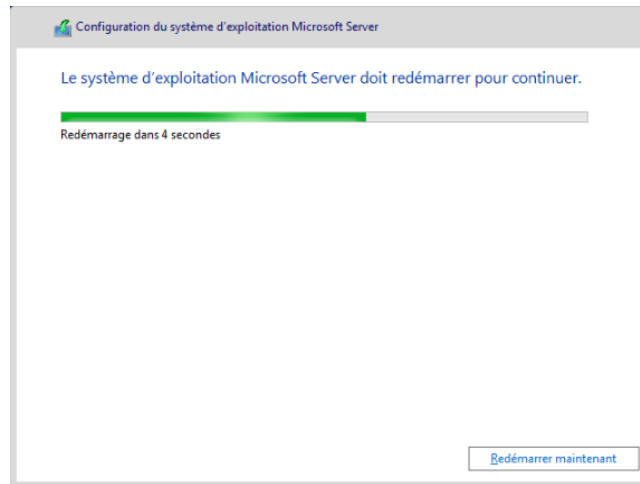 Configuration du système d'exploitation Microsoft Server
Le système d'exploitation Microsoft Server doit redémarrer pour continuer.
Redémarrage dans 4 secondes
Redémarrer maintenant